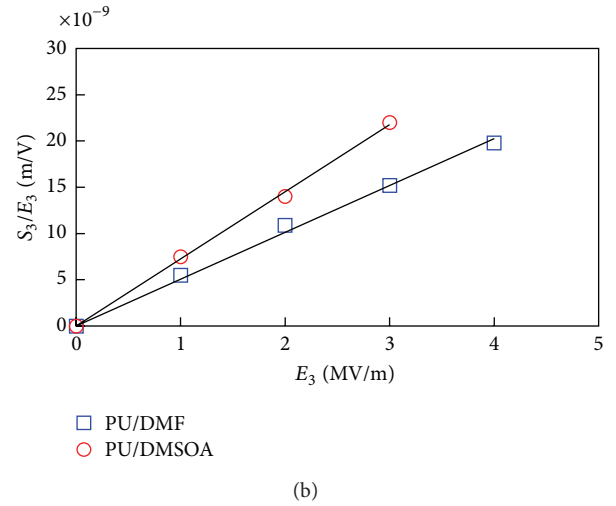 ×10⁻⁹
30
25
20
15
10
5
0
S₃/E₃ (m/V)
0 1 2 3 4 5
E₃ (MV/m)
PU/DMF
PU/DMSOA
(b)